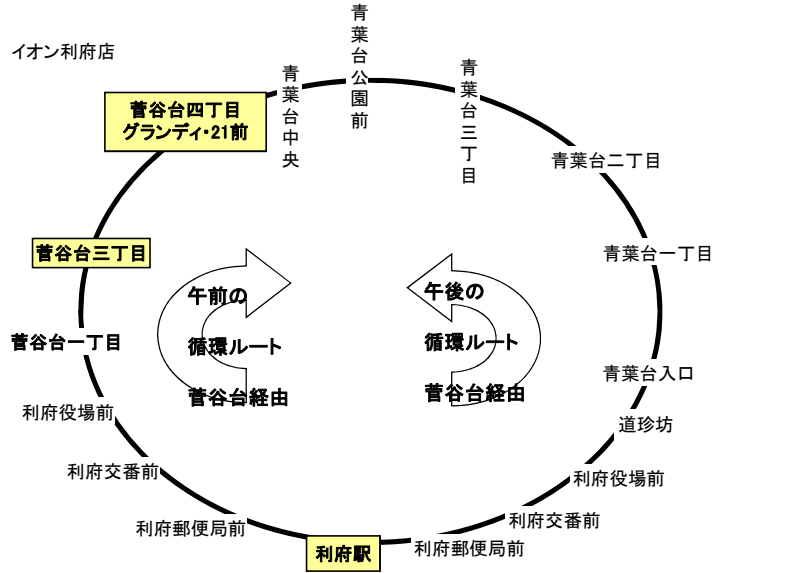 イオン利府店
青葉台公園前
青葉台中央
青葉台三丁目
菅谷台四丁目
グランディ・21前
青葉台二丁目
菅谷台三丁目
青葉台一丁目
午前の
循環ルート
菅谷台経由
午後の
循環ルート
菅谷台経由
菅谷台一丁目
青葉台入口
利府役場前
道珍坊
利府交番前
利府役場前
利府郵便局前
利府交番前
利府駅
利府郵便局前